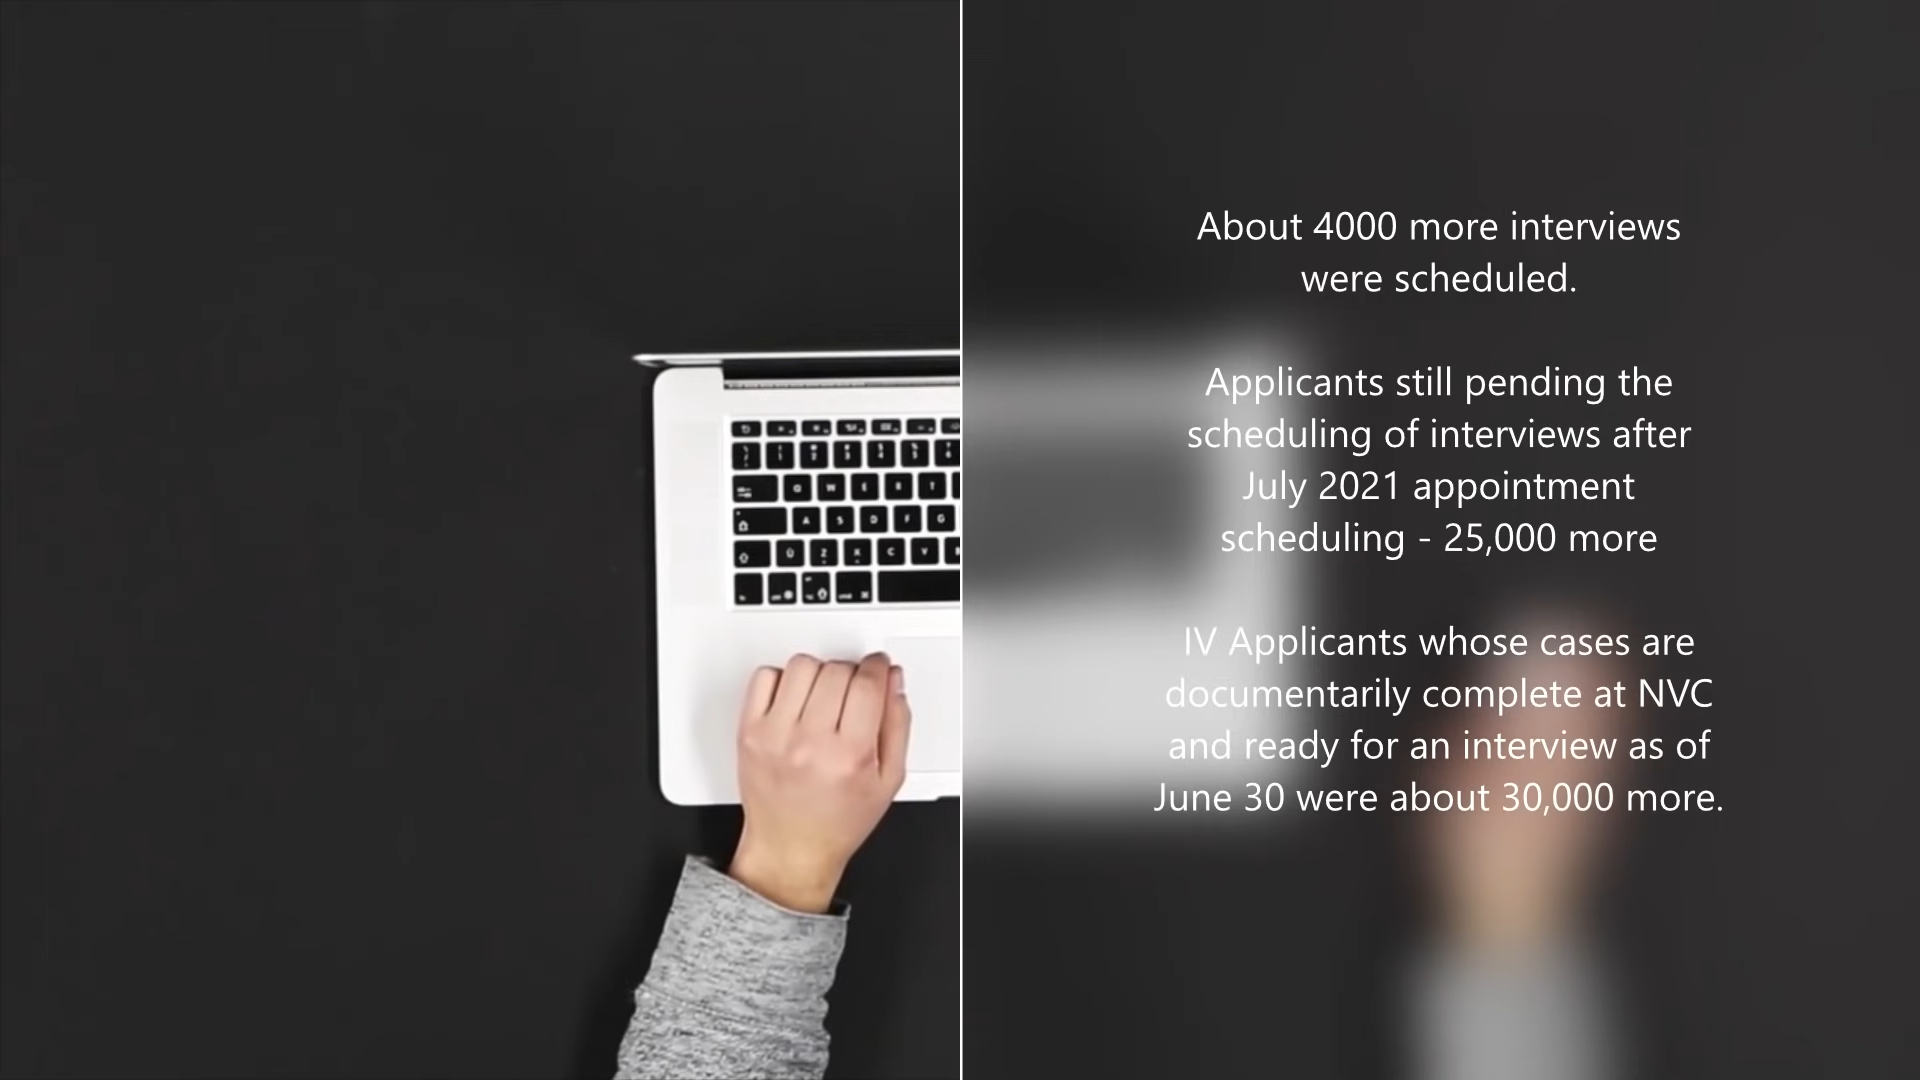 About 4000 more interviews
were scheduled.
Applicants still pending the
scheduling of interviews after
July 2021 appointment
scheduling - 25,000 more
IV Applicants whose cases are
documentarily complete at NVC
and ready for an interview as of
June 30 were about 30,000 more.